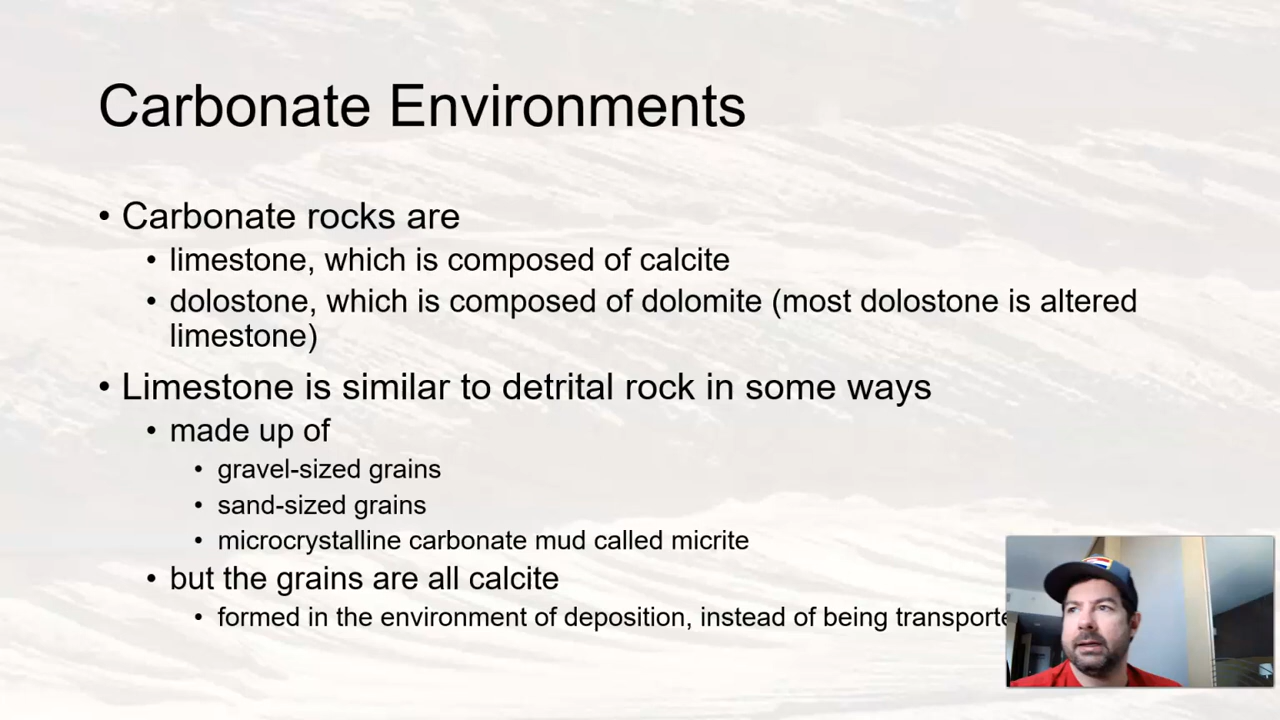 Carbonate Environments
• Carbonate rocks are
• limestone, which is composed of calcite
• dolostone, which is composed of dolomite (most dolostone is altered
limestone)
• Limestone is similar to detrital rock in some ways
• made up of
• gravel-sized grains
• sand-sized grains
• microcrystalline carbonate mud called micrite
• but the grains are all calcite
• formed in the environment of deposition, instead of being